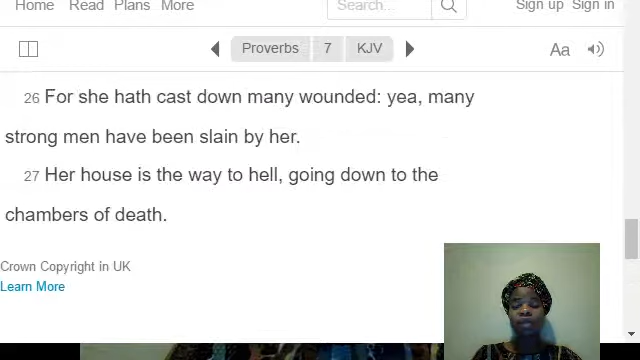 Home Read Plans More Search... Sign up Sign in
Proverbs 7 KJV Aa
26 For she hath cast down many wounded: yea, many
strong men have been slain by her.
27 Her house is the way to hell, going down to the
chambers of death.
Crown Copyright in UK
Learn More